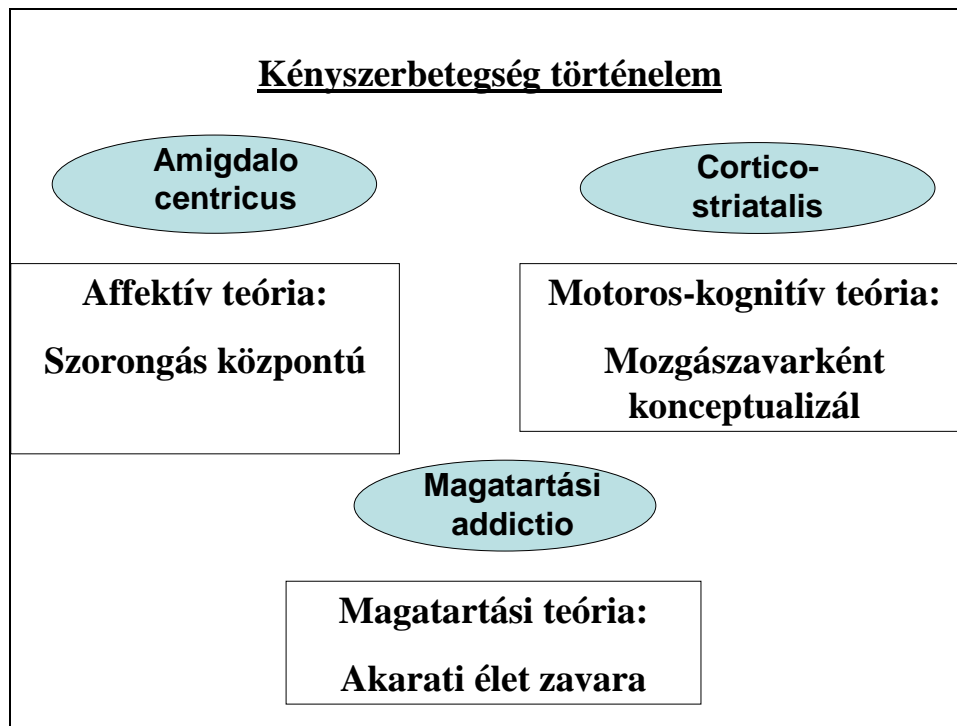 Kényszerbetegség történelem
Amigdalo
centricus
Affektív teória:
Szorongás központú
Cortico-
striatalis
Motoros-kognitív teória:
Mozgászavarként
konceptualizál
Magatartási
addictio
Magatartási teória:
Akarati élet zavara